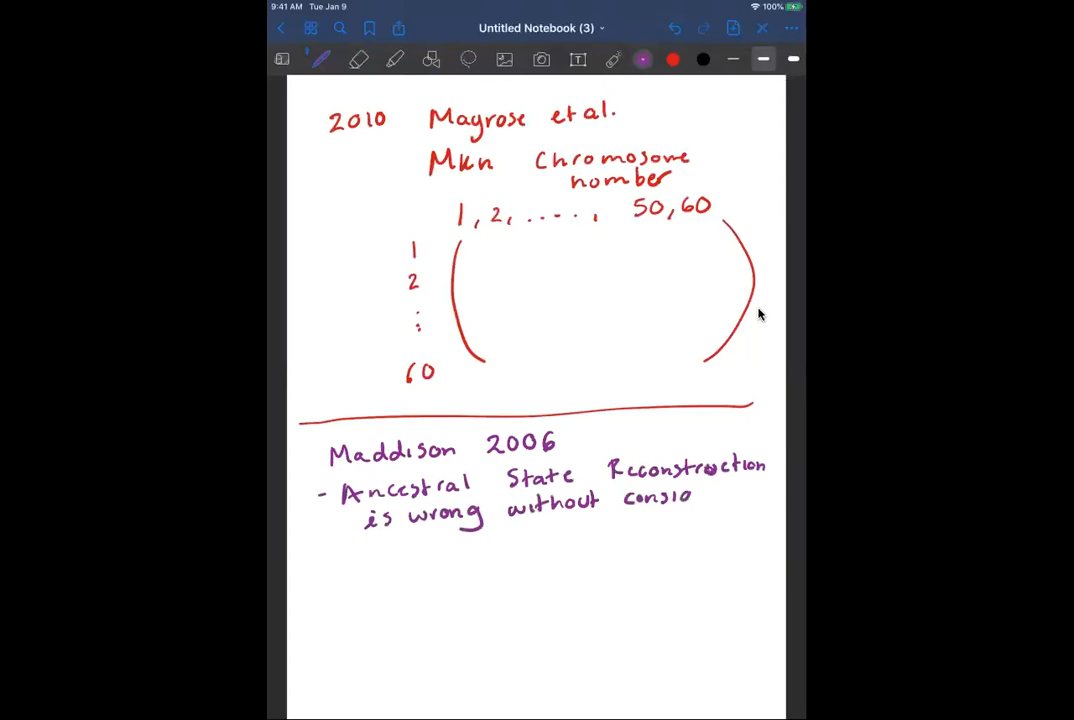 9:41 AM Tue Jan 9
100%
Untitled Notebook (3)
T
2010 Mayrose et al.
Mkn Chromosome
nomber
1, 2, ....., 50, 60
1
2
:
60
Maddison 2006
- Ancestral State Reconstruction
is wrong without consid